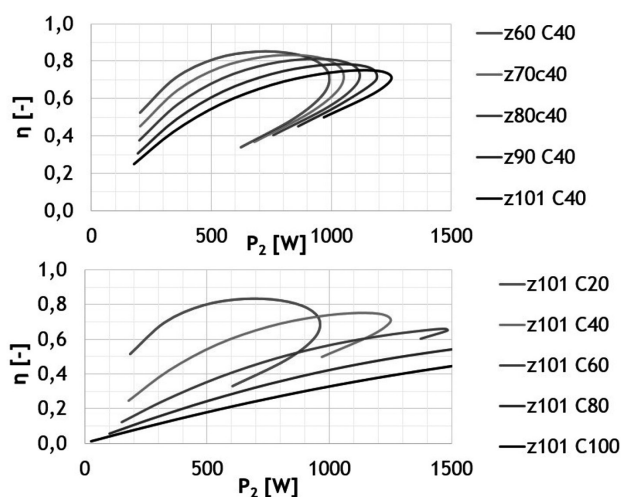 1,0
0,8
0,6
0,4
0,2
0,0
η [-]
0
500
1000
1500
P2 [W]
z60 C40
z70c40
z80c40
z90 C40
z101 C40
1,0
0,8
0,6
0,4
0,2
0,0
η [-]
0
500
1000
1500
P2 [W]
z101 C20
z101 C40
z101 C60
z101 C80
z101 C100